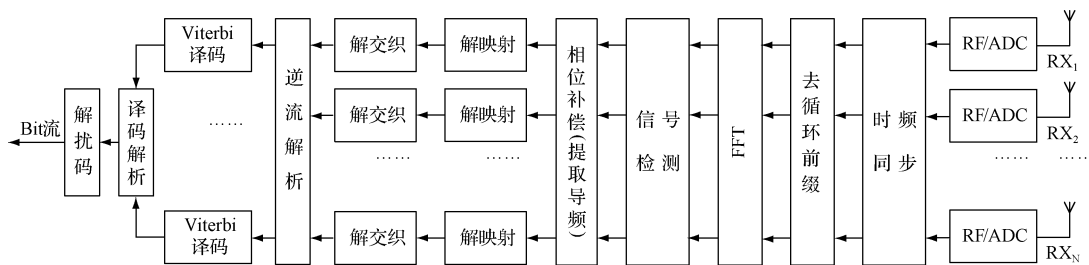 Bit流
解扰码
译码解析
Viterbi
译码
……
Viterbi
译码
逆流解析
解交织
解交织
……
解交织
解映射
解映射
……
解映射
相位补偿(提取导频)
信号
检测
FFT
去循环前缀
时频
同步
RF/ADC
RX1
RF/ADC
RX2
……
……
RF/ADC
RXN